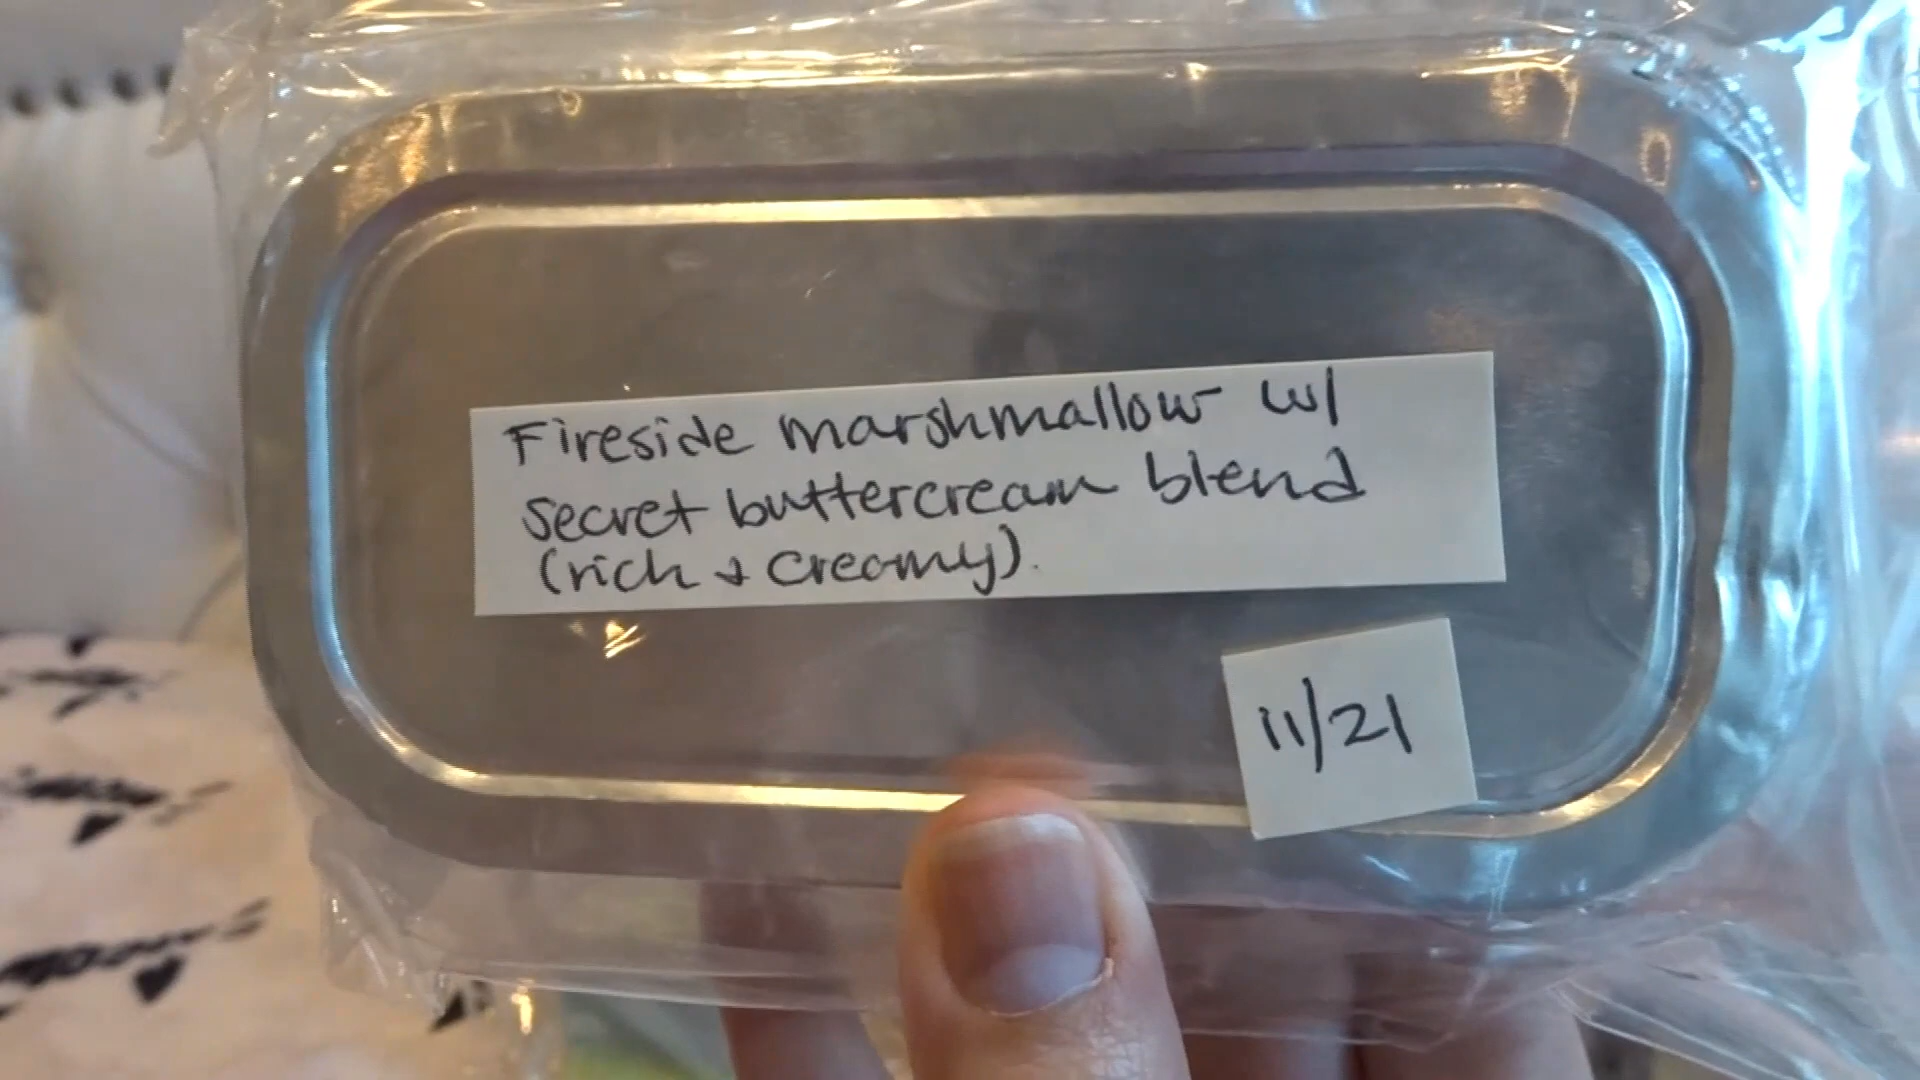 Fireside marshmallow w/
secret buttercream blend
(rich & creamy).
11/21